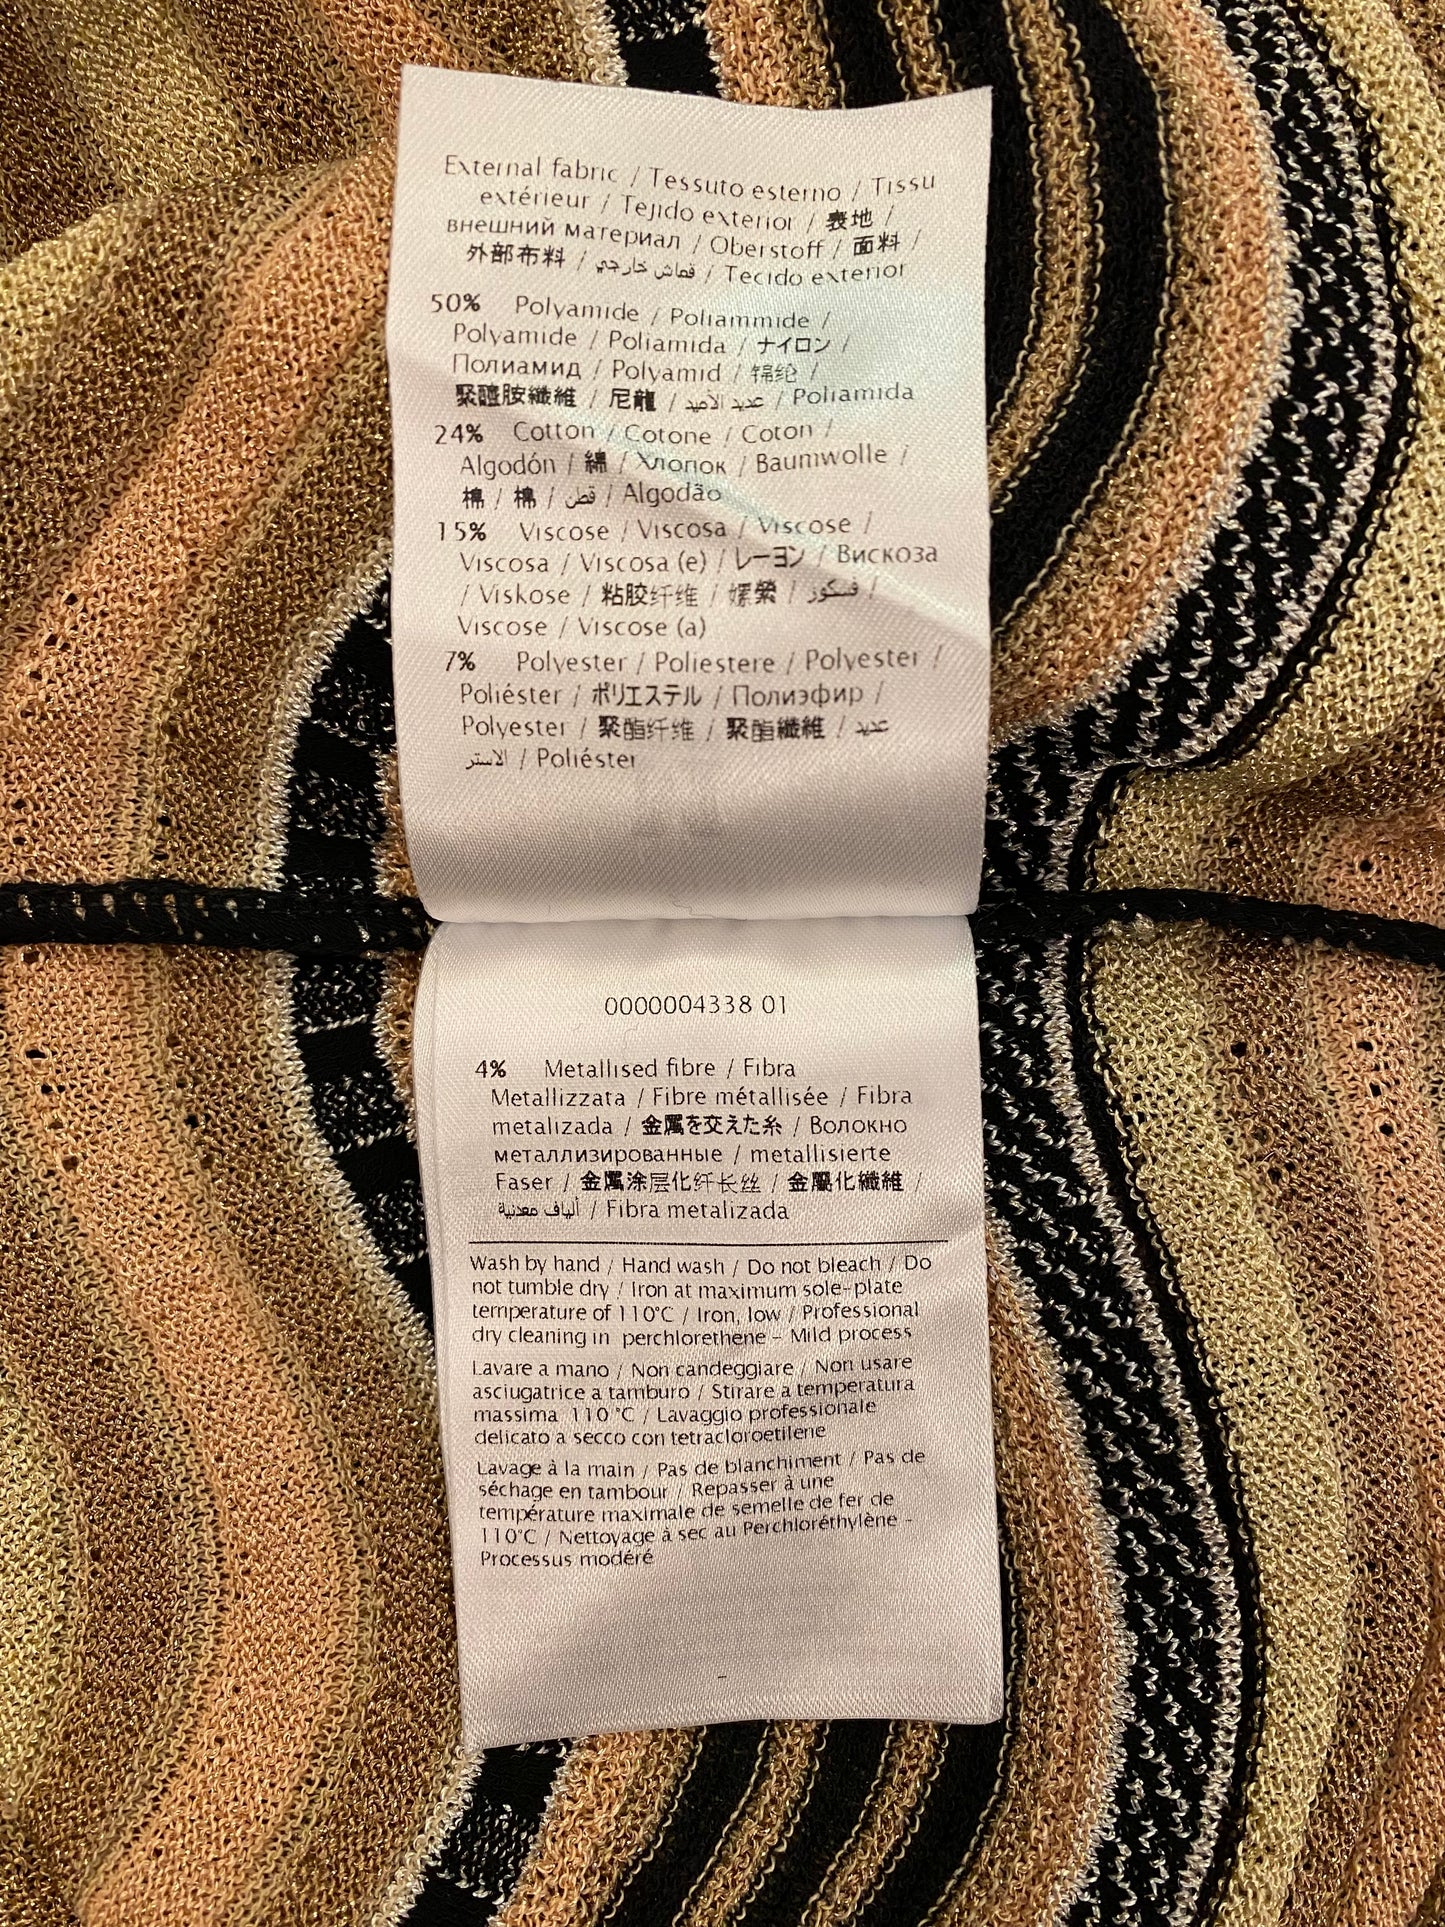 External fabric / Tessuto esterno / Tissu
extérieur / Tejido exterior / 表地 /
внешний материал / Oberstoff / 面料 /
外部布料 / قماش خارجي / Tecido exterior
50% Polyamide / Poliammide /
Polyamide / Poliamida / ナイロン /
Полиамид / Polyamid / 锦纶 /
聚醯胺纖維 / 尼龍 / عديد الأميد / Poliamida
24% Cotton / Cotone / Coton /
Algodón / 綿 / Хлопок / Baumwolle /
棉 / 棉 / قطن / Algodão
15% Viscose / Viscosa / Viscose /
Viscosa / Viscosa (e) / レーヨン / Вискоза
/ Viskose / 粘胶纤维 / 嫘縈 / فسكوز /
Viscose / Viscose (a)
7% Polyester / Poliestere / Polyester /
Poliéster / ポリエステル / Полиэфир /
Polyester / 聚酯纤维 / 聚酯纖維 / عديد
الاستر / Poliéster
0000004338 01
4% Metallised fibre / Fibra
Metallizzata / Fibre métallisée / Fibra
metalizada / 金属を交えた糸 / Волокно
металлизированные / metallisierte
Faser / 金属涂层化纤长丝 / 金屬化纖維 /
ألياف معدنية / Fibra metalizada
Wash by hand / Hand wash / Do not bleach / Do
not tumble dry / Iron at maximum sole-plate
temperature of 110°C / Iron, low / Professional
dry cleaning in perchlorethene - Mild process
Lavare a mano / Non candeggiare / Non usare
asciugatrice a tamburo / Stirare a temperatura
massima 110 °C / Lavaggio professionale
delicato a secco con tetracloroetilene
Lavage à la main / Pas de blanchiment / Pas de
séchage en tambour / Repasser à une
température maximale de semelle de fer de
110°C / Nettoyage à sec au Perchloréthylène -
Processus modéré
-